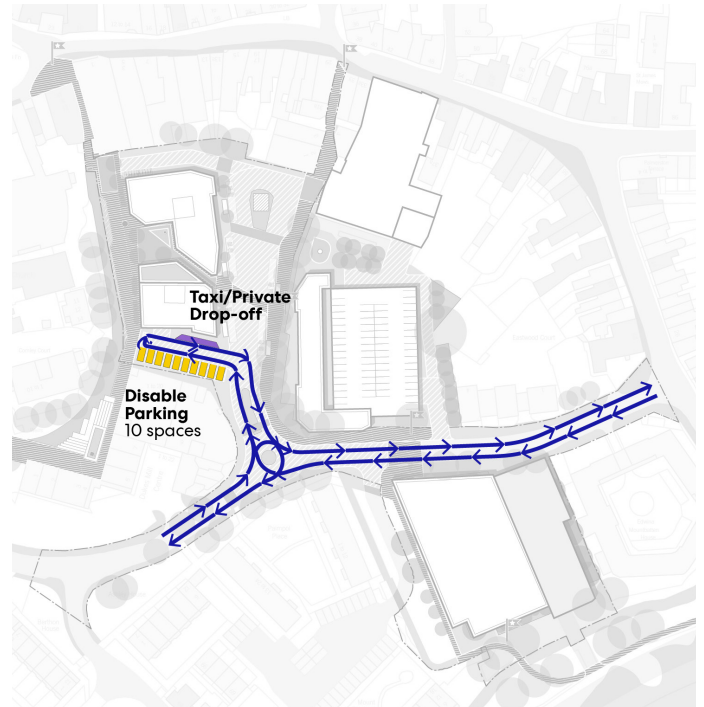 Taxi/Private
Drop-off
Disable
Parking
10 spaces